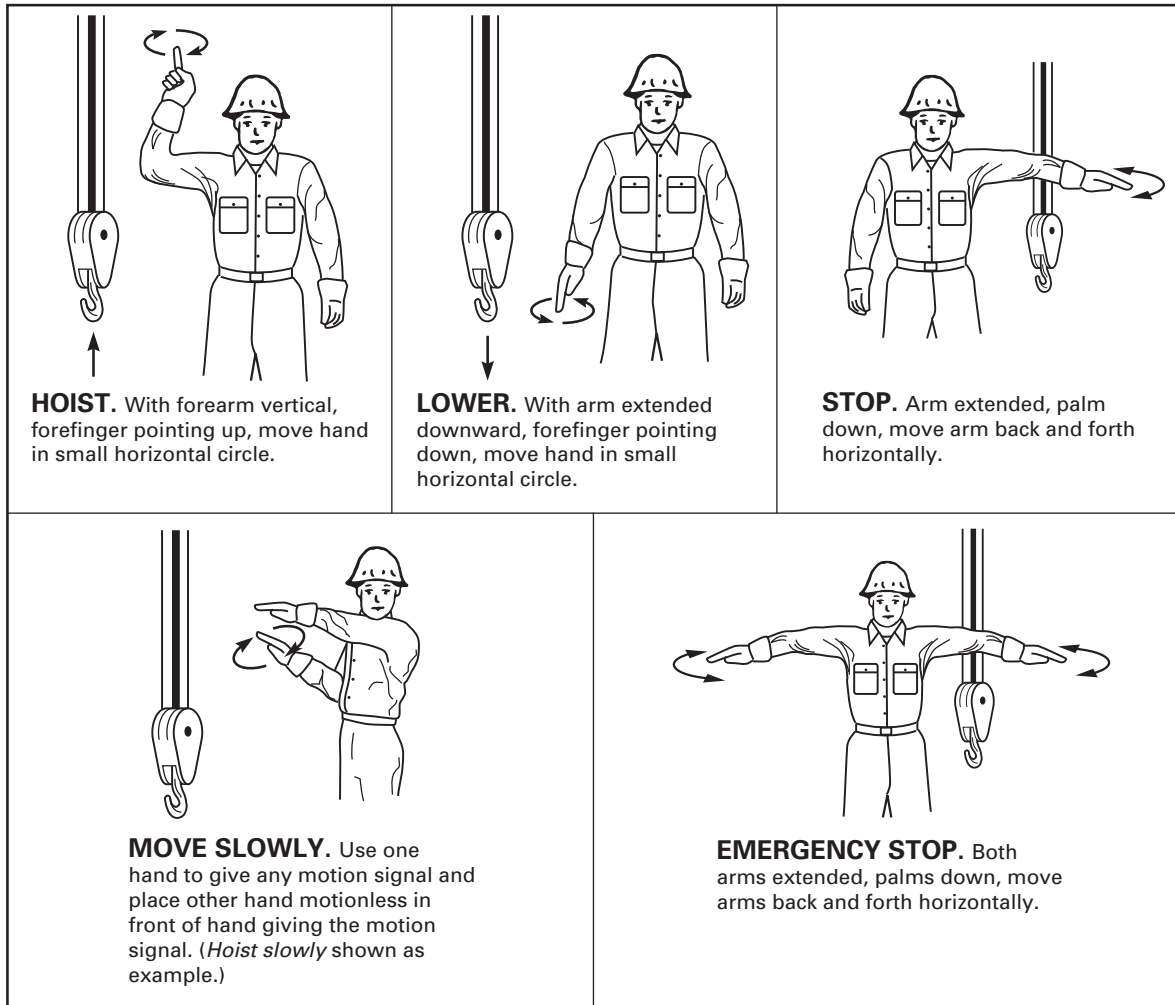 HOIST. With forearm vertical,
forefinger pointing up, move hand
in small horizontal circle.
LOWER. With arm extended
downward, forefinger pointing
down, move hand in small
horizontal circle.
STOP. Arm extended, palm
down, move arm back and forth
horizontally.
MOVE SLOWLY. Use one
hand to give any motion signal and
place other hand motionless in
front of hand giving the motion
signal. (Hoist slowly shown as
example.)
EMERGENCY STOP. Both
arms extended, palms down, move
arms back and forth horizontally.